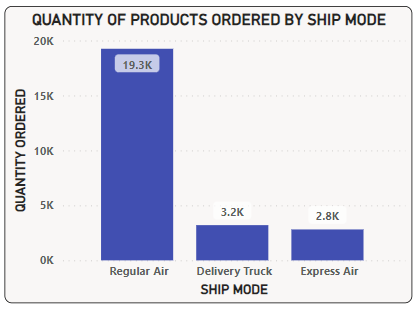 QUANTITY OF PRODUCTS ORDERED BY SHIP MODE
20K
15K
10K
5K
0K
QUANTITY ORDERED
19.3K
3.2K
2.8K
Regular Air
Delivery Truck
Express Air
SHIP MODE